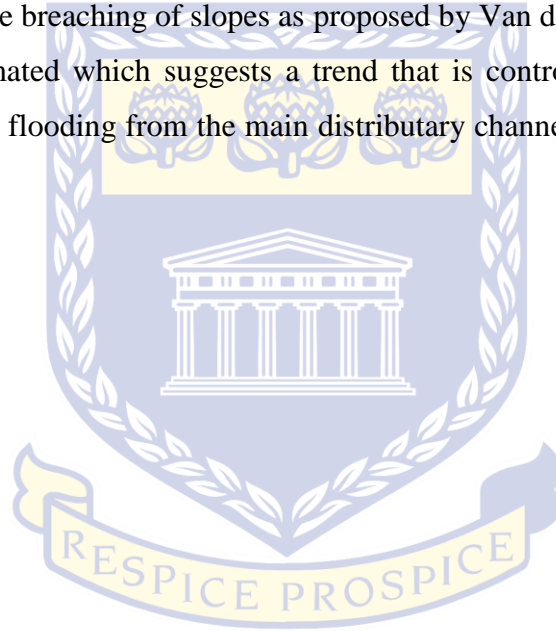 e breaching of slopes as proposed by Van d
nated which suggests a trend that is contro
flooding from the main distributary channe
RESPICE PROSPICE